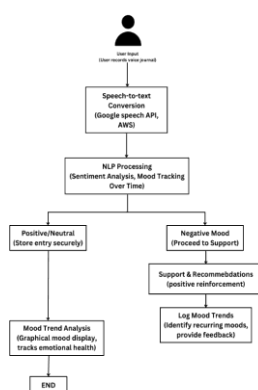 User Input
(User records voice journal)
Speech-to-text
Conversion
(Google speech API,
AWS)
NLP Processing
(Sentiment Analysis, Mood Tracking
Over Time)
Positive/Neutral
(Store entry securely)
Negative Mood
(Proceed to Support)
Support & Recommebdations
(positive reinforcement)
Mood Trend Analysis
(Graphical mood display,
tracks emotional health)
Log Mood Trends
(Identify recurring moods,
provide feedback)
END